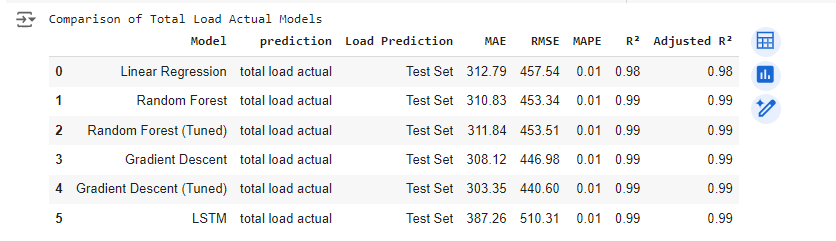 Comparison of Total Load Actual Models
Model prediction Load Prediction MAE RMSE MAPE R² Adjusted R²
0 Linear Regression total load actual Test Set 312.79 457.54 0.01 0.98 0.98
1 Random Forest total load actual Test Set 310.83 453.34 0.01 0.99 0.99
2 Random Forest (Tuned) total load actual Test Set 311.84 453.51 0.01 0.99 0.99
3 Gradient Descent total load actual Test Set 308.12 446.98 0.01 0.99 0.99
4 Gradient Descent (Tuned) total load actual Test Set 303.35 440.60 0.01 0.99 0.99
5 LSTM total load actual Test Set 387.26 510.31 0.01 0.99 0.99